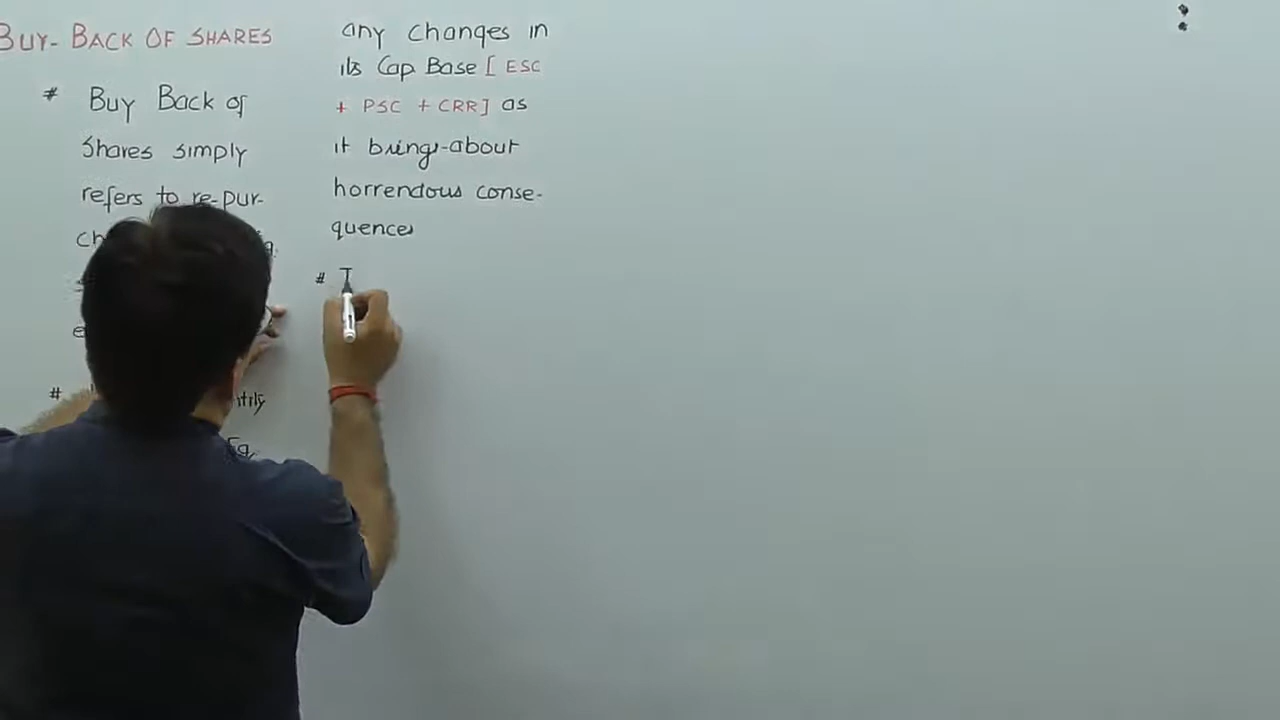 BUY- BACK OF SHARES
# Buy Back of
Shares simply
refers to re-pur-
#
any changes in
its Cap Base [ ESC
+ PSC + CRR] as
it brings-about
horrendous conse-
quences
# T